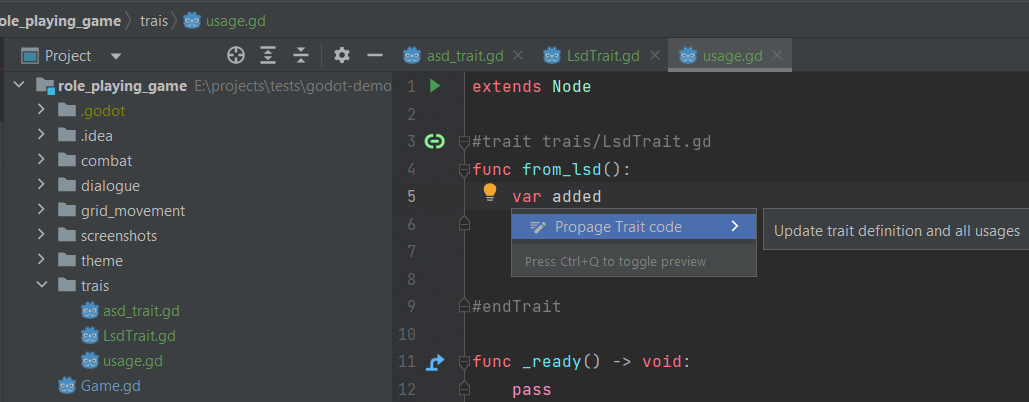 ole_playing_game trais usage.gd
Project
asd_trait.gd LsdTrait.gd usage.gd
role_playing_game E:\projects\tests\godot-demo
.godot
.idea
combat
dialogue
grid_movement
screenshots
theme
trais
asd_trait.gd
LsdTrait.gd
usage.gd
Game.gd
1 extends Node
2
3 #trait trais/LsdTrait.gd
4 func from_lsd():
5 var added
6
7
8
9 #endTrait
10
11 func _ready() -> void:
12 pass
Propage Trait code
Press Ctrl+Q to toggle preview
Update trait definition and all usages